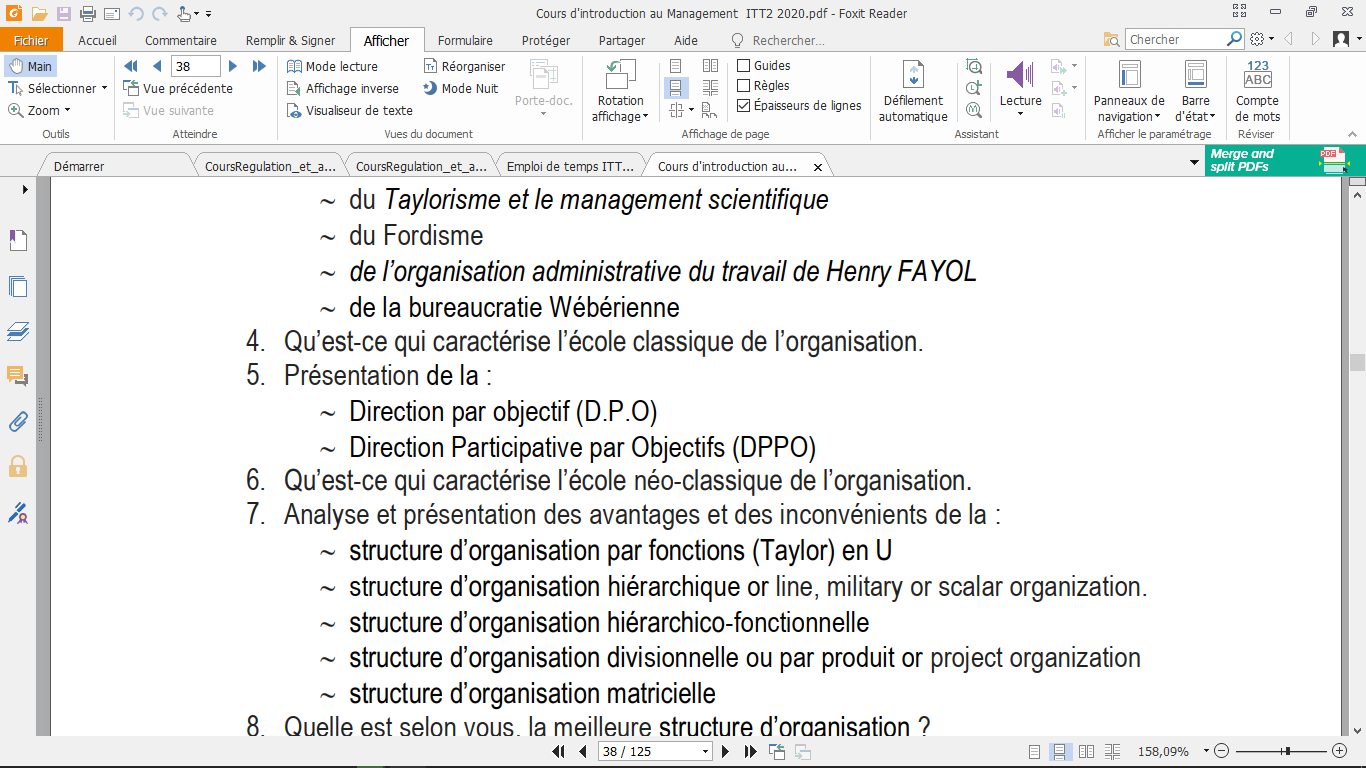 Cours d'introduction au Management ITT2 2020.pdf - Foxit Reader
Fichier Accueil Commentaire Remplir & Signer Afficher Formulaire Protéger Partager Aide Rechercher... Chercher
Main
Sélectionner
Zoom
Outils
38
Vue précédente
Vue suivante
Atteindre
Mode lecture
Affichage inverse
Visualiseur de texte
Réorganiser
Mode Nuit
Vues du document
Porte-doc.
Rotation
affichage
Guides
Règles
Épaisseurs de lignes
Affichage de page
Défilement
automatique
Lecture
Assistant
Panneaux de
navigation
Barre
d'état
Afficher le paramétrage
123
ABC
Compte
de mots
Réviser
Démarrer CoursRegulation_et_a... CoursRegulation_et_a... Emploi de temps ITT... Cours d'introduction au...
Merge and
split PDFs
PDF
~ du Taylorisme et le management scientifique
~ du Fordisme
~ de l’organisation administrative du travail de Henry FAYOL
~ de la bureaucratie Wébérienne
4. Qu’est-ce qui caractérise l’école classique de l’organisation.
5. Présentation de la :
~ Direction par objectif (D.P.O)
~ Direction Participative par Objectifs (DPPO)
6. Qu’est-ce qui caractérise l’école néo-classique de l’organisation.
7. Analyse et présentation des avantages et des inconvénients de la :
~ structure d’organisation par fonctions (Taylor) en U
~ structure d’organisation hiérarchique or line, military or scalar organization.
~ structure d’organisation hiérarchico-fonctionnelle
~ structure d’organisation divisionnelle ou par produit or project organization
~ structure d’organisation matricielle
8. Quelle est selon vous, la meilleure structure d’organisation ?
38 / 125
158,09%